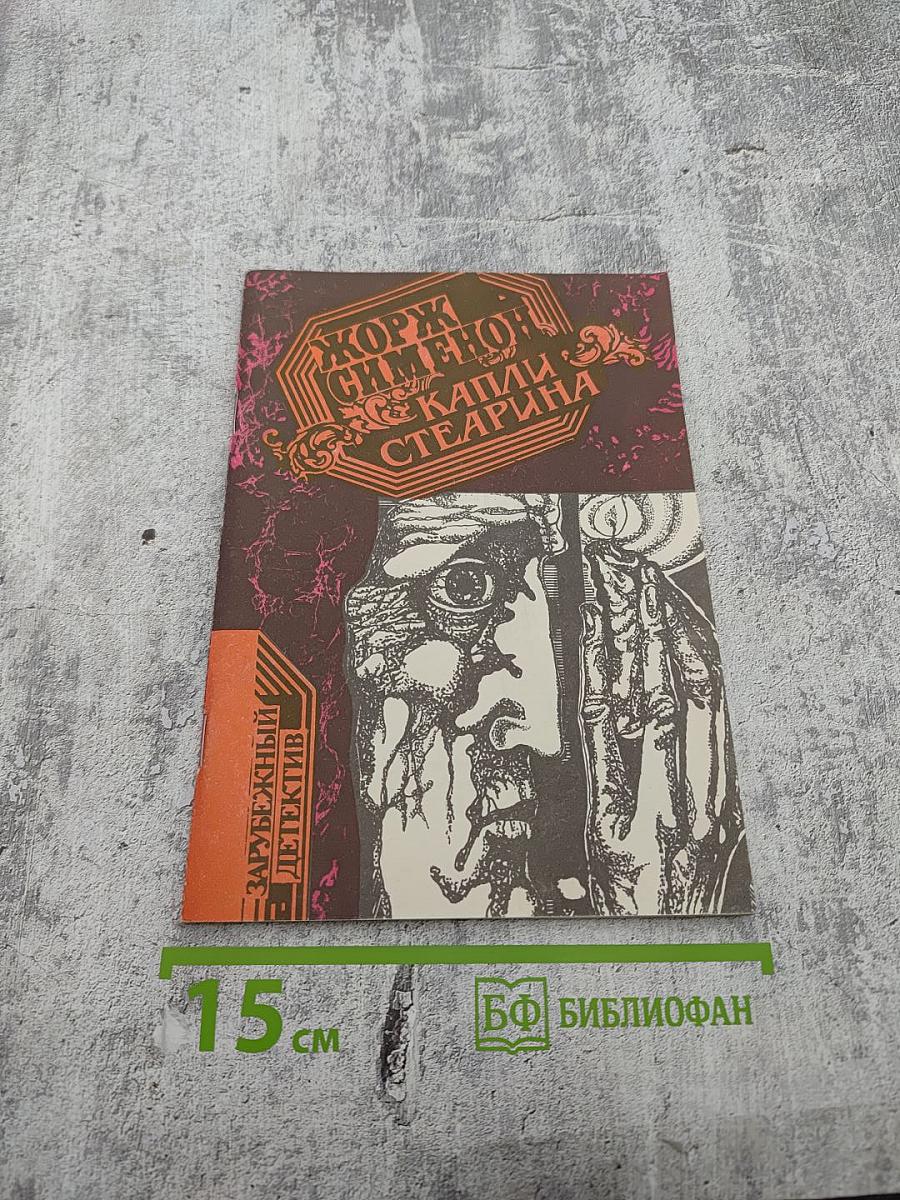 ЖОРЖ
СИМЕНОН
КАПЛИ
СТЕАРИНА
ЗАРУБЕЖНЫЙ
ДЕТЕКТИВ
15 см
БФ БИБЛИОФАН